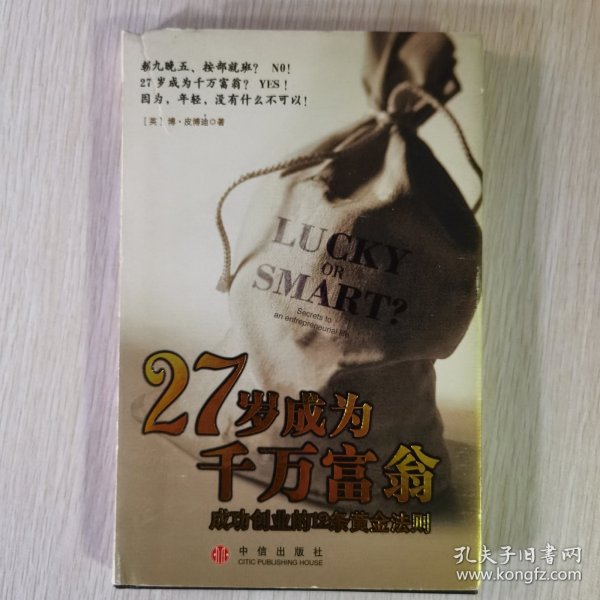 朝九晚五、按部就班? NO!
27岁成为千万富翁? YES!
因为,年轻,没有什么不可以!
[英] 博·皮博迪◎著
LUCKY
OR
SMART?
Secrets to
an entrepreneurial life
27岁成为
千万富翁
成功创业的12条黄金法则
中信出版社
CITIC PUBLISHING HOUSE
孔夫子旧书网
www.kongfz.com